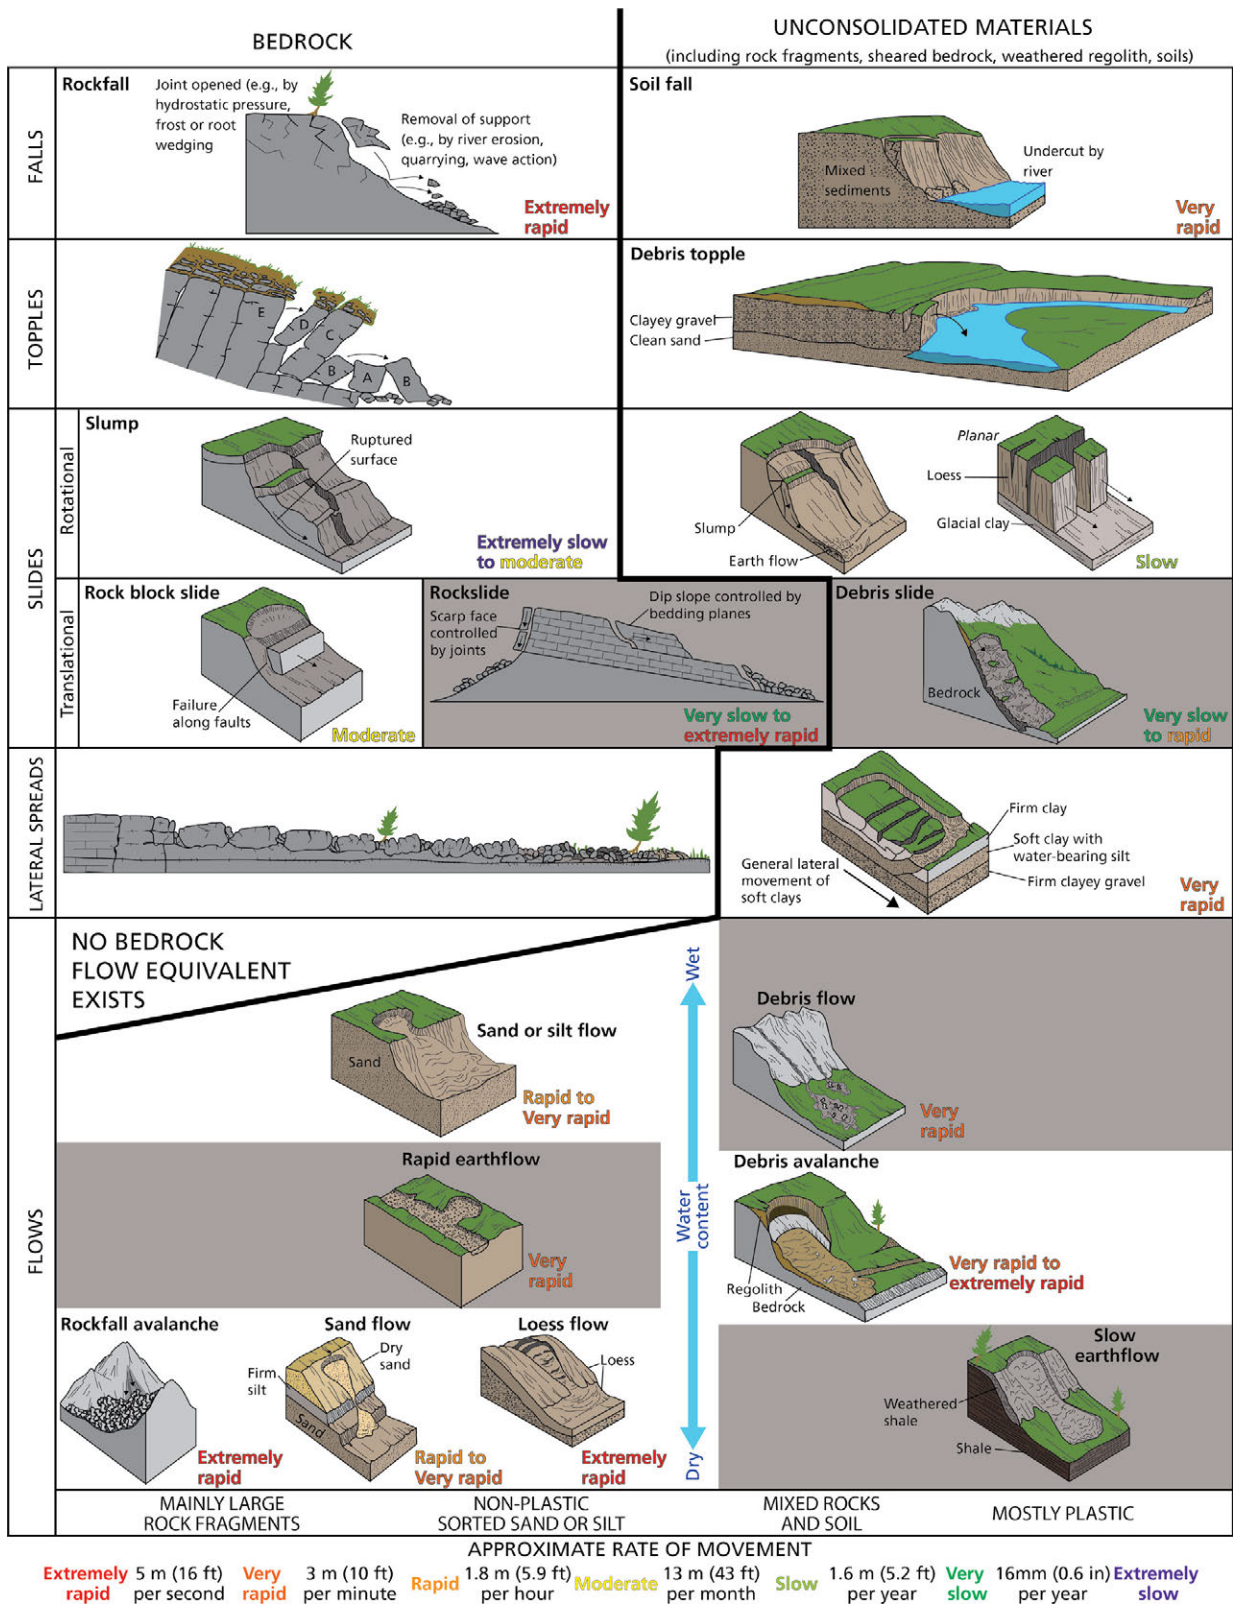 BEDROCK
UNCONSOLIDATED MATERIALS
(including rock fragments, sheared bedrock, weathered regolith, soils)
FALLS
Rockfall
Joint opened (e.g., by
hydrostatic pressure,
frost or root
wedging
Removal of support
(e.g., by river erosion,
quarrying, wave action)
Extremely
rapid
Soil fall
Mixed
sediments
Undercut by
river
Very
rapid
TOPPLES
E
D
C
B
A
B
Debris topple
Clayey gravel
Clean sand
SLIDES
Rotational
Slump
Ruptured
surface
Extremely slow
to moderate
Slump
Earth flow
Planar
Loess
Glacial clay
Slow
Translational
Rock block slide
Failure
along faults
Moderate
Rockslide
Scarp face
controlled
by joints
Dip slope controlled by
bedding planes
Very slow to
extremely rapid
Debris slide
Bedrock
Very slow
to rapid
LATERAL SPREADS
General lateral
movement of
soft clays
Firm clay
Soft clay with
water-bearing silt
Firm clayey gravel
Very
rapid
FLOWS
NO BEDROCK
FLOW EQUIVALENT
EXISTS
Sand or silt flow
Sand
Rapid to
Very rapid
Wet
Water
content
Dry
Debris flow
Very
rapid
Rapid earthflow
Very
rapid
Debris avalanche
Regolith
Bedrock
Very rapid to
extremely rapid
Rockfall avalanche
Extremely
rapid
Sand flow
Firm
silt
Dry
sand
Sand
Rapid to
Very rapid
Loess flow
Loess
Extremely
rapid
Slow
earthflow
Weathered
shale
Shale
MAINLY LARGE
ROCK FRAGMENTS
NON-PLASTIC
SORTED SAND OR SILT
MIXED ROCKS
AND SOIL
MOSTLY PLASTIC
APPROXIMATE RATE OF MOVEMENT
Extremely
rapid
5 m (16 ft)
per second
Very
rapid
3 m (10 ft)
per minute
Rapid
1.8 m (5.9 ft)
per hour
Moderate
13 m (43 ft)
per month
Slow
1.6 m (5.2 ft)
per year
Very
slow
16mm (0.6 in)
per year
Extremely
slow